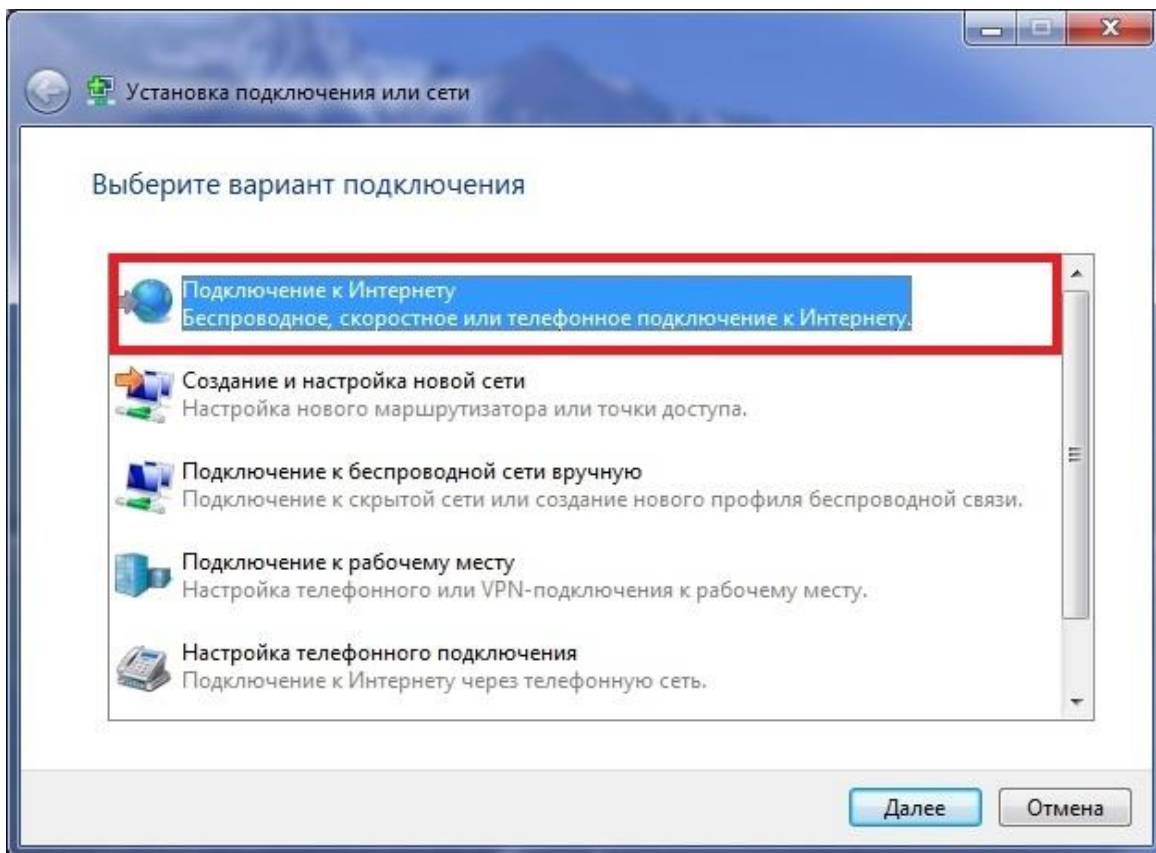 Установка подключения или сети
Выберите вариант подключения
Подключение к Интернету
Беспроводное, скоростное или телефонное подключение к Интернету.
Создание и настройка новой сети
Настройка нового маршрутизатора или точки доступа.
Подключение к беспроводной сети вручную
Подключение к скрытой сети или создание нового профиля беспроводной связи.
Подключение к рабочему месту
Настройка телефонного или VPN-подключения к рабочему месту.
Настройка телефонного подключения
Подключение к Интернету через телефонную сеть.
Далее
Отмена